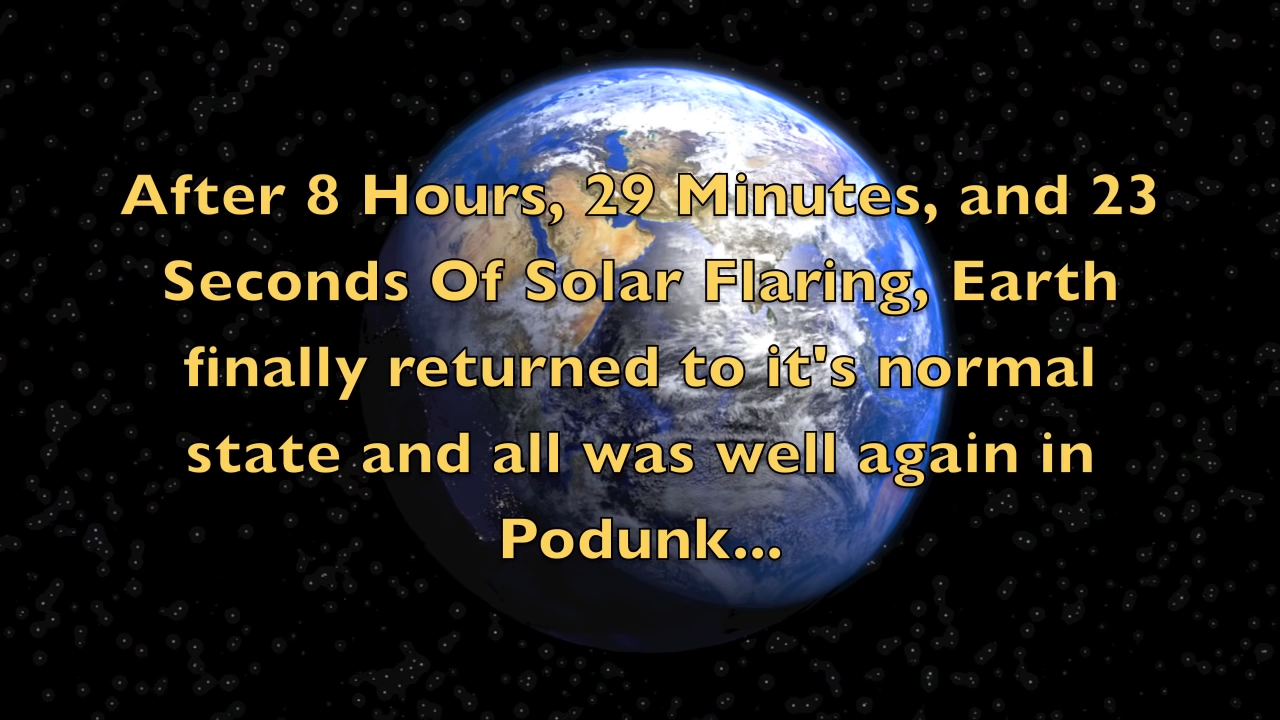 After 8 Hours, 29 Minutes, and 23
Seconds Of Solar Flaring, Earth
finally returned to it's normal
state and all was well again in
Podunk...